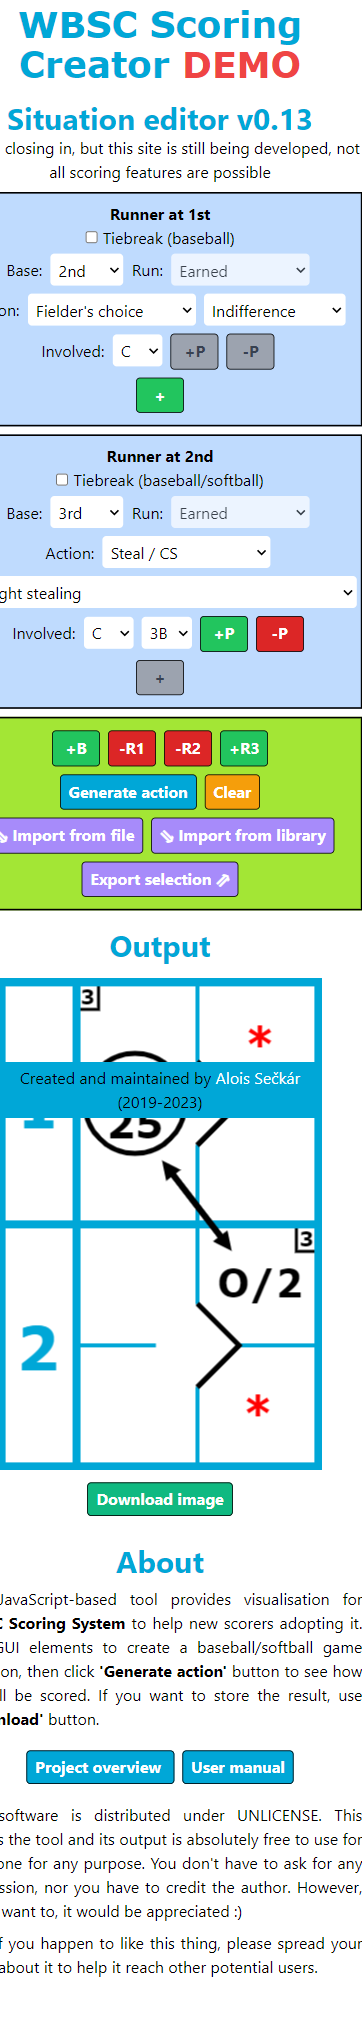 WBSC Scoring
Creator DEMO
Situation editor v0.13
closing in, but this site is still being developed, not
all scoring features are possible
Runner at 1st
Tiebreak (baseball)
Base: 2nd Run: Earned
on: Fielder's choice Indifference
Involved: C +P -P
+
Runner at 2nd
Tiebreak (baseball/softball)
Base: 3rd Run: Earned
Action: Steal / CS
ght stealing
Involved: C 3B +P -P
+
+B -R1 -R2 +R3
Generate action Clear
⇘ Import from file ⇘ Import from library
Export selection ⇗
Output
3
*
Created and maintained by Alois Sečkár
(2019-2023)
25
3
O/2
2
*
Download image
About
JavaScript-based tool provides visualisation for
C Scoring System to help new scorers adopting it.
GUI elements to create a baseball/softball game
on, then click 'Generate action' button to see how
ll be scored. If you want to store the result, use
nload' button.
Project overview User manual
software is distributed under UNLICENSE. This
s the tool and its output is absolutely free to use for
one for any purpose. You don't have to ask for any
ssion, nor you have to credit the author. However,
want to, it would be appreciated :)
f you happen to like this thing, please spread your
about it to help it reach other potential users.